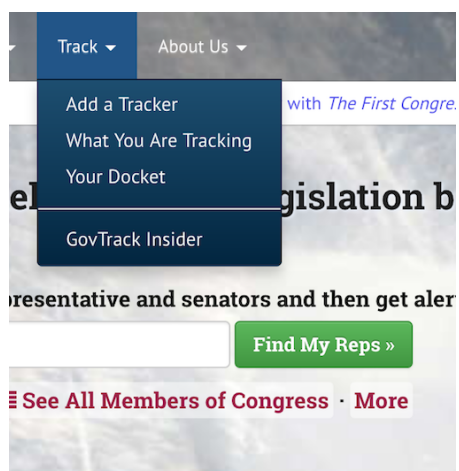 Track About Us
Add a Tracker
with The First Congre
What You Are Tracking
Your Docket
gislation b
GovTrack Insider
and senators and then get aler
Find My Reps »
See All Members of Congress · More